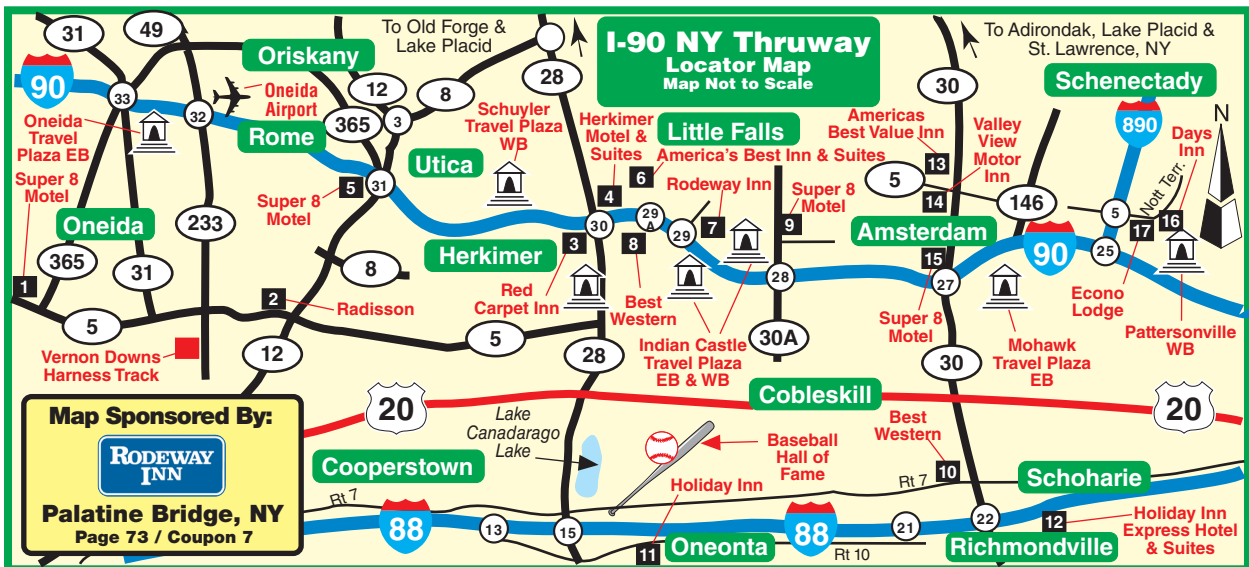 I-90 NY Thruway
Locator Map
Map Not to Scale
To Old Forge &
Lake Placid
To Adirondak, Lake Placid &
St. Lawrence, NY
31
49
Oriskany
12
8
28
30
Schenectady
90
33
32
Oneida
Airport
365
3
Schuyler
Travel Plaza
WB
Herkimer
Motel &
Suites
Little Falls
Americas
Best Value Inn
Valley
View
Motor
Inn
890
Days
Inn
N
Oneida
Travel
Plaza EB
Rome
Utica
6
America's Best Inn & Suites
13
5
14
146
Nott Terr.
Super 8
Motel
Super 8
Motel
5
31
4
Rodeway Inn
Super 8
Motel
5
16
17
Oneida
233
30
29
A
29
7
9
Amsterdam
90
25
Herkimer
3
8
15
365
31
8
28
27
1
2
Radisson
Red
Carpet Inn
Best
Western
Super 8
Motel
Econo
Lodge
5
5
Indian Castle
Travel Plaza
EB & WB
30A
Mohawk
Travel Plaza
EB
Pattersonville
WB
Vernon Downs
Harness Track
12
28
30
20
Cobleskill
20
Map Sponsored By:
RODEWAY
INN
Palatine Bridge, NY
Page 73 / Coupon 7
Lake
Canadarago
Lake
Baseball
Hall of
Fame
Best
Western
10
Cooperstown
Holiday Inn
Rt 7
Schoharie
Rt 7
88
13
15
88
21
22
12
Holiday Inn
Express Hotel
& Suites
11
Oneonta
Rt 10
Richmondville